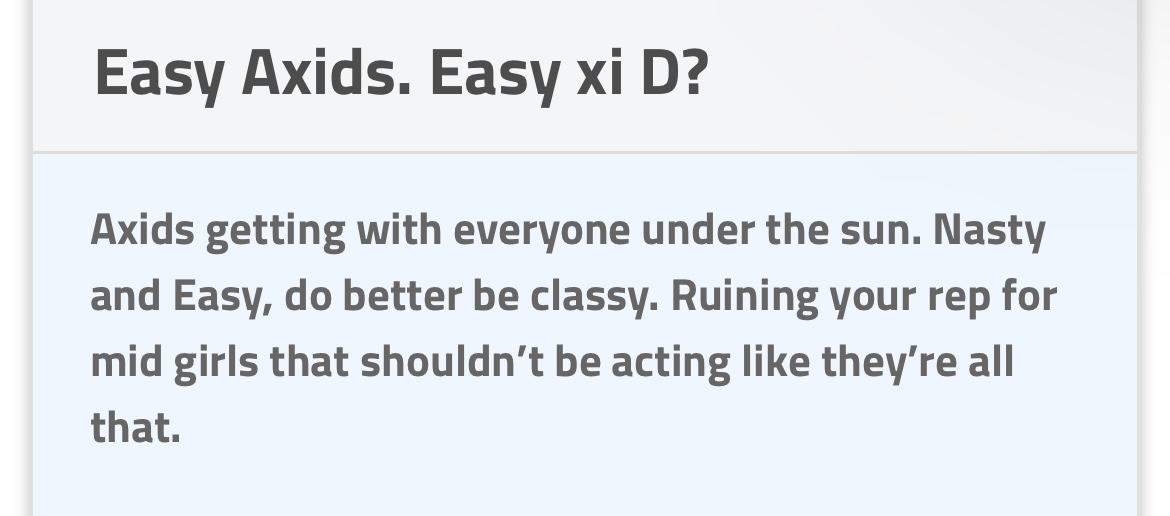 Easy Axids. Easy xi D?
Axids getting with everyone under the sun. Nasty
and Easy, do better be classy. Ruining your rep for
mid girls that shouldn’t be acting like they’re all
that.